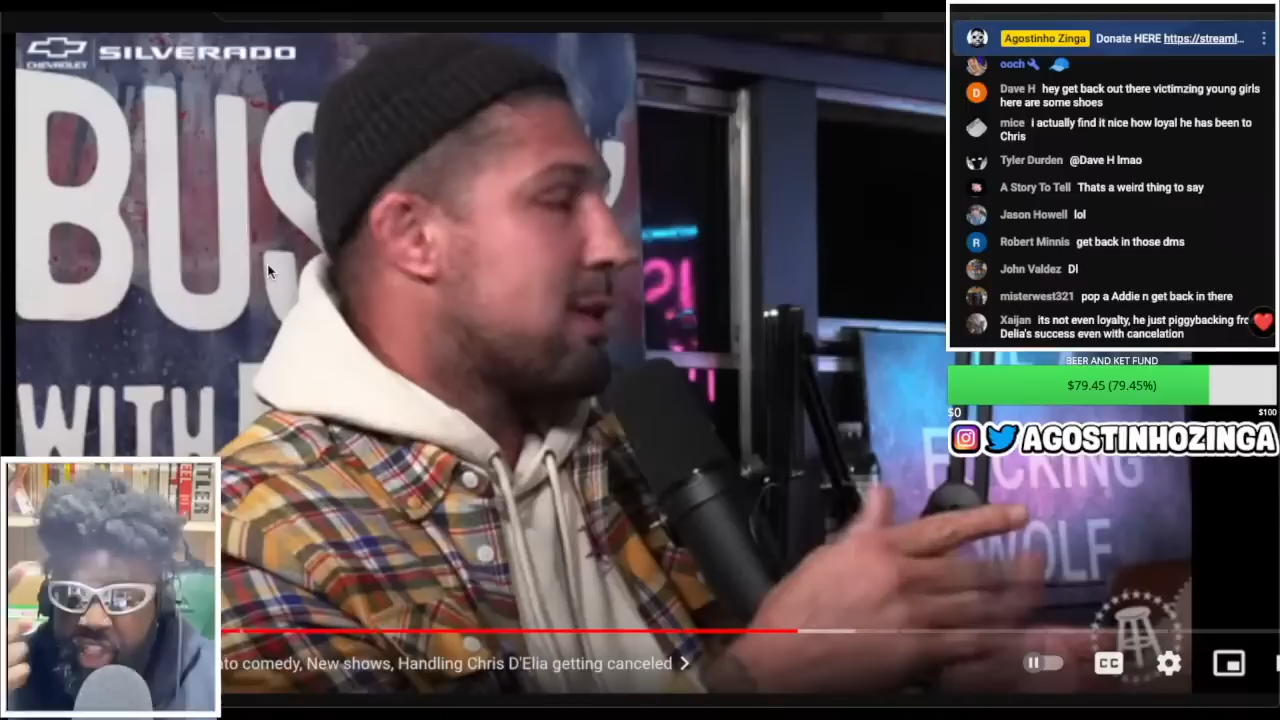 CHEVROLET
SILVERADO
BUS
WITH
F CKING
WOLF
to comedy, New shows, Handling Chris D'Elia getting canceled
CC
Agostinho Zinga Donate HERE https://streaml...
ooch
D
Dave H hey get back out there victimzing young girls
here are some shoes
mice i actually find it nice how loyal he has been to
Chris
Tyler Durden @Dave H lmao
A Story To Tell Thats a weird thing to say
Jason Howell lol
R
Robert Minnis get back in those dms
John Valdez DI
misterwest321 pop a Addie n get back in there
Xaijan its not even loyalty, he just piggybacking fr
Delia's success even with cancelation
BEER AND KET FUND
$79.45 (79.45%)
$0
$100
AGOSTINHOZINGA